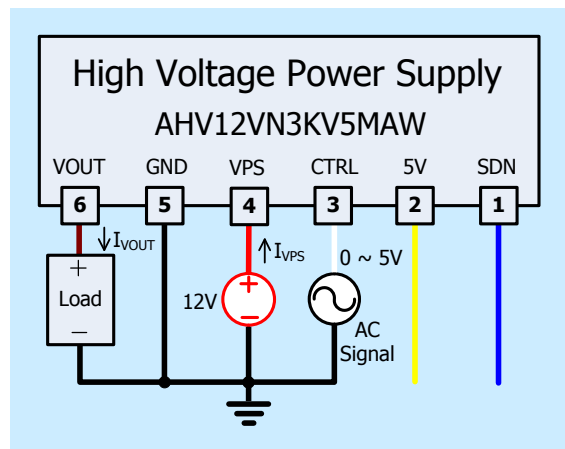 High Voltage Power Supply
AHV12VN3KV5MAW
VOUT GND VPS CTRL 5V SDN
6 5 4 3 2 1
IVOUT IVPS 0 ~ 5V
+ +
Load 12V
− −
AC
Signal